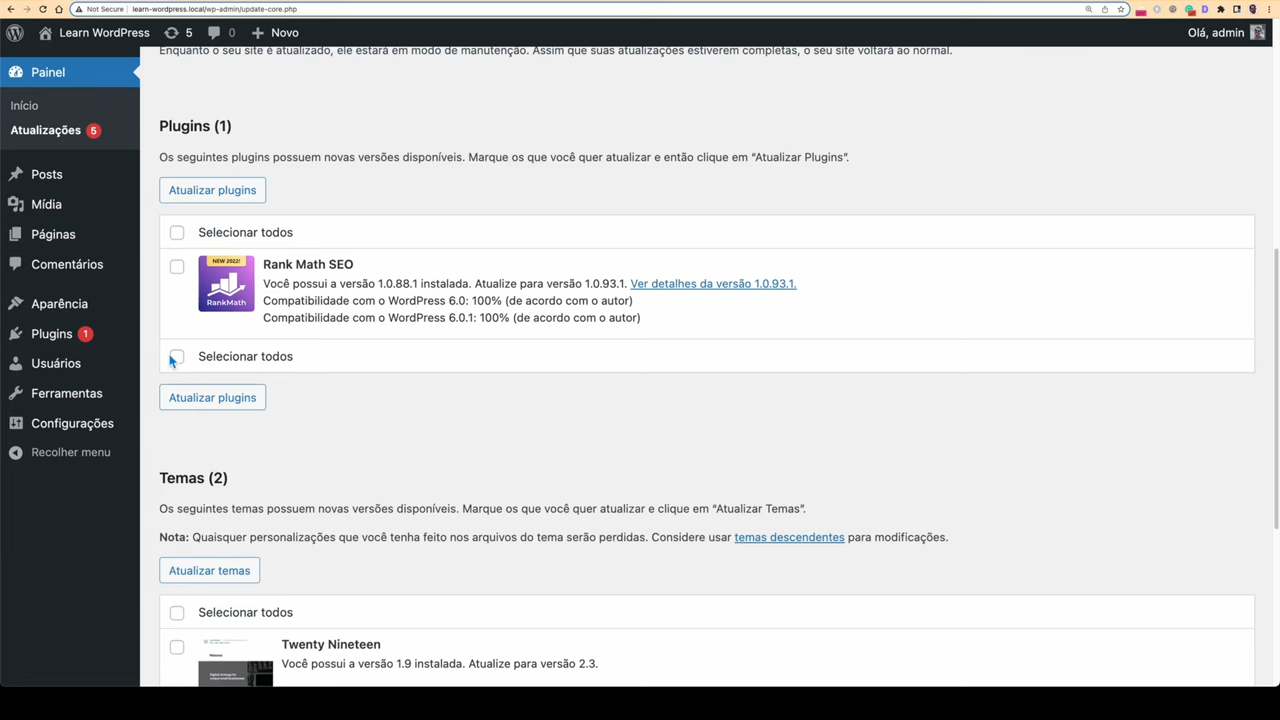 Not Secure
learn-wordpress.local/wp-admin/update-core.php
Learn WordPress
5
0
Novo
Olá, admin
Painel
Início
Atualizações 5
Posts
Mídia
Páginas
Comentários
Aparência
Plugins 1
Usuários
Ferramentas
Configurações
Recolher menu
Enquanto o seu site é atualizado, ele estará em modo de manutenção. Assim que suas atualizações estiverem completas, o seu site voltará ao normal.
Plugins (1)
Os seguintes plugins possuem novas versões disponíveis. Marque os que você quer atualizar e então clique em “Atualizar Plugins”.
Atualizar plugins
Selecionar todos
NEW 2022!
RankMath
Rank Math SEO
Você possui a versão 1.0.88.1 instalada. Atualize para versão 1.0.93.1. Ver detalhes da versão 1.0.93.1.
Compatibilidade com o WordPress 6.0: 100% (de acordo com o autor)
Compatibilidade com o WordPress 6.0.1: 100% (de acordo com o autor)
Selecionar todos
Atualizar plugins
Temas (2)
Os seguintes temas possuem novas versões disponíveis. Marque os que você quer atualizar e clique em “Atualizar Temas”.
Nota: Quaisquer personalizações que você tenha feito nos arquivos do tema serão perdidas. Considere usar temas descendentes para modificações.
Atualizar temas
Selecionar todos
Welcome
Twenty Nineteen
Você possui a versão 1.9 instalada. Atualize para versão 2.3.